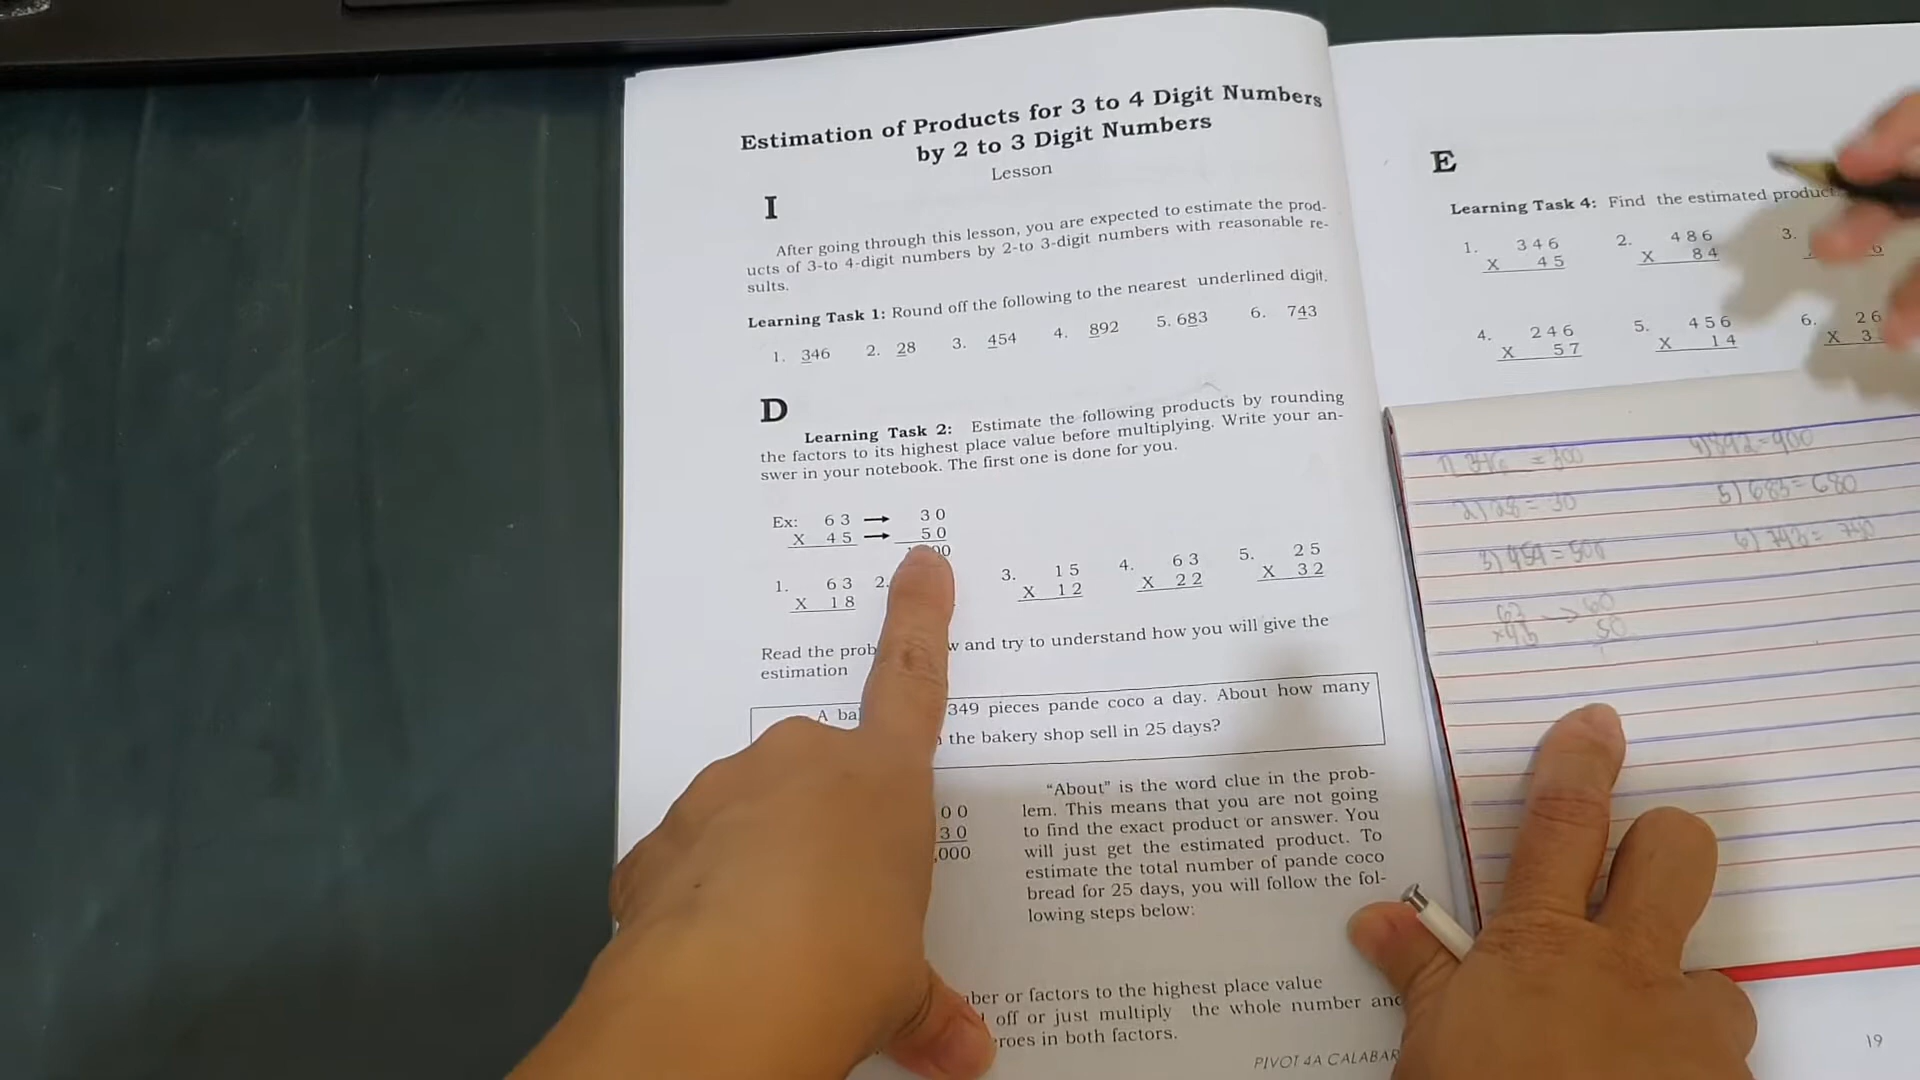 Estimation of Products for 3 to 4 Digit Numbers
by 2 to 3 Digit Numbers
Lesson
I
After going through this lesson, you are expected to estimate the prod-
ucts of 3-to 4-digit numbers by 2-to 3-digit numbers with reasonable re-
sults.
Learning Task 1: Round off the following to the nearest underlined digit.
1. 346 2. 28 3. 454 4. 892 5. 683 6. 743
D
Learning Task 2: Estimate the following products by rounding
the factors to its highest place value before multiplying. Write your an-
swer in your notebook. The first one is done for you.
Ex: 63 → 30
X 45 → 50
00
1. 63 2. 3. 15 4. 63 5. 25
X 18 X 12 X 22 X 32
Read the prob w and try to understand how you will give the
estimation
A ba 349 pieces pande coco a day. About how many
the bakery shop sell in 25 days?
00
30
,000
"About" is the word clue in the prob-
lem. This means that you are not going
to find the exact product or answer. You
will just get the estimated product. To
estimate the total number of pande coco
bread for 25 days, you will follow the fol-
lowing steps below:
ber or factors to the highest place value
off or just multiply the whole number and
eroes in both factors.
PIVOT 4A CALABAR
E
Learning Task 4: Find the estimated product
1. 346 2. 486 3.
X 45 X 84 6
4. 246 5. 456 6. 26
X 57 X 14 X 3
1) 346 = 300 4) 892 = 900
2) 28 = 30 5) 683 = 680
3) 454 = 500 6) 743 = 740
63 → 60
x45 50
19